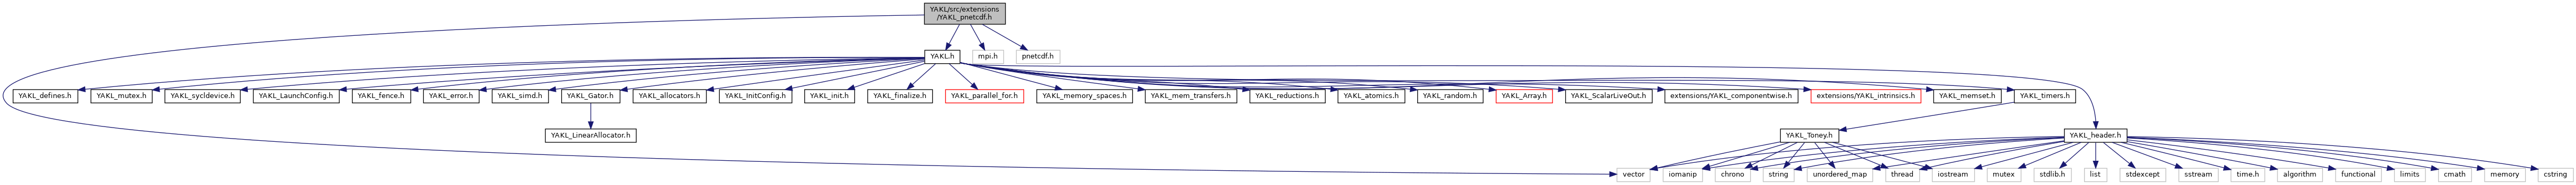 YAKL/src/extensions
/YAKL_pnetcdf.h
YAKL.h
mpi.h
pnetcdf.h
YAKL_defines.h
YAKL_mutex.h
YAKL_sycldevice.h
YAKL_LaunchConfig.h
YAKL_fence.h
YAKL_error.h
YAKL_simd.h
YAKL_Gator.h
YAKL_allocators.h
YAKL_InitConfig.h
YAKL_init.h
YAKL_finalize.h
YAKL_parallel_for.h
YAKL_memory_spaces.h
YAKL_mem_transfers.h
YAKL_reductions.h
YAKL_atomics.h
YAKL_random.h
YAKL_Array.h
YAKL_ScalarLiveOut.h
extensions/YAKL_componentwise.h
extensions/YAKL_intrinsics.h
YAKL_memset.h
YAKL_timers.h
YAKL_LinearAllocator.h
YAKL_Toney.h
YAKL_header.h
vector
iomanip
chrono
string
unordered_map
thread
iostream
mutex
stdlib.h
list
stdexcept
sstream
time.h
algorithm
functional
limits
cmath
memory
cstring